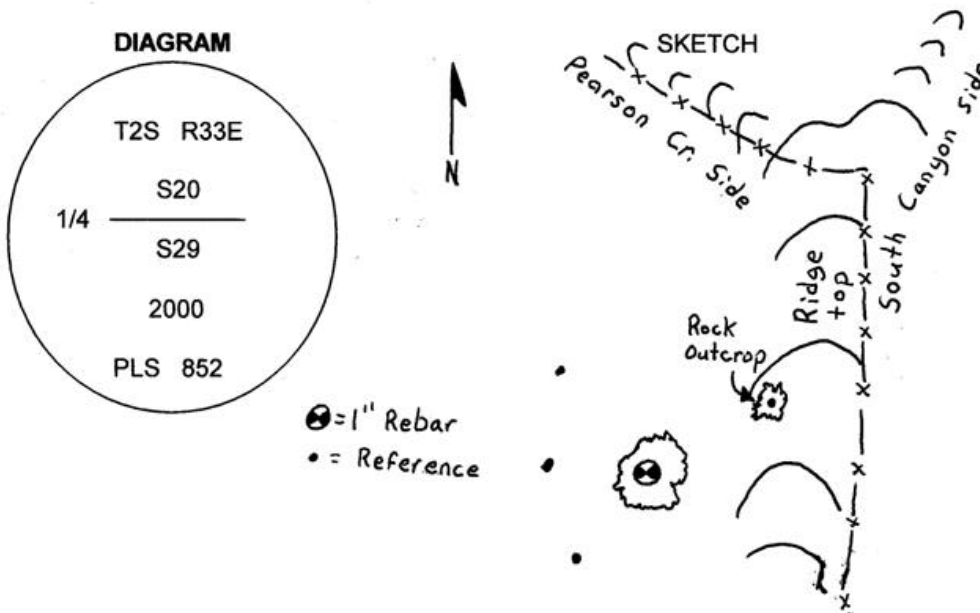 DIAGRAM
T2S R33E
S20
1/4
S29
2000
PLS 852
N
= 1" Rebar
• = Reference
SKETCH
Pearson Cr. Side
South Canyon side
Ridge top
Rock
Outcrop